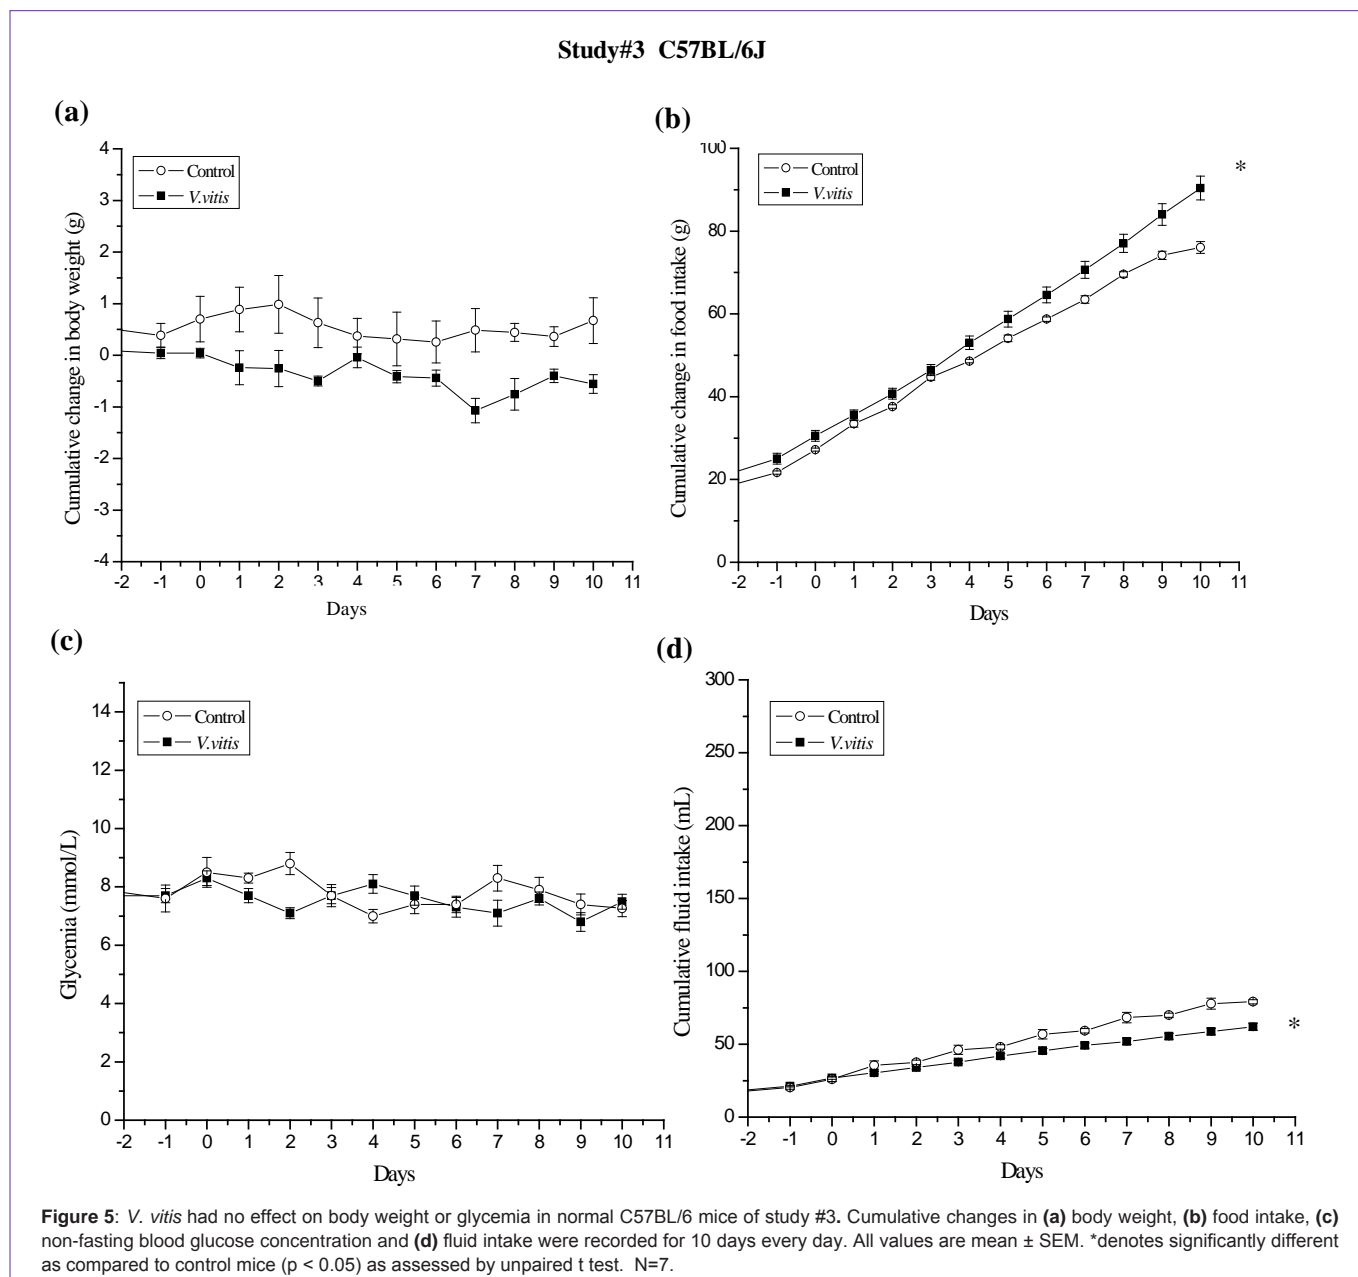 Study#3 C57BL/6J
(a)
4
3
2
1
0
-1
-2
-3
-4
Cumulative change in body weight (g)
Control
V.vitis
-2 -1 0 1 2 3 4 5 6 7 8 9 10 11
Days
(b)
100
80
60
40
20
0
Cumulative change in food intake (g)
Control
V.vitis
*
-2 -1 0 1 2 3 4 5 6 7 8 9 10 11
Days
(c)
14
12
10
8
6
4
2
0
Glycemia (mmol/L)
Control
V.vitis
-2 -1 0 1 2 3 4 5 6 7 8 9 10 11
Days
(d)
300
250
200
150
100
50
0
Cumulative fluid intake (mL)
Control
V.vitis
*
-2 -1 0 1 2 3 4 5 6 7 8 9 10 11
Days
Figure 5: V. vitis had no effect on body weight or glycemia in normal C57BL/6 mice of study #3. Cumulative changes in (a) body weight, (b) food intake, (c)
non-fasting blood glucose concentration and (d) fluid intake were recorded for 10 days every day. All values are mean ± SEM. *denotes significantly different
as compared to control mice (p < 0.05) as assessed by unpaired t test. N=7.